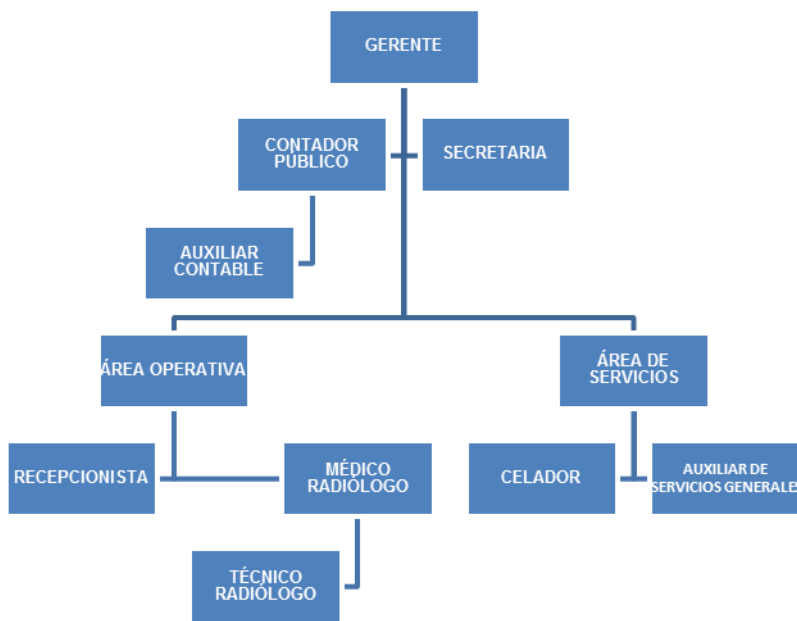 GERENTE
CONTADOR
PÚBLICO
SECRETARIA
AUXILIAR
CONTABLE
ÁREA OPERATIVA
ÁREA DE
SERVICIOS
RECEPCIONISTA
MÉDICO
RADIÓLOGO
CELADOR
AUXILIAR DE
SERVICIOS GENERALES
TÉCNICO
RADIÓLOGO